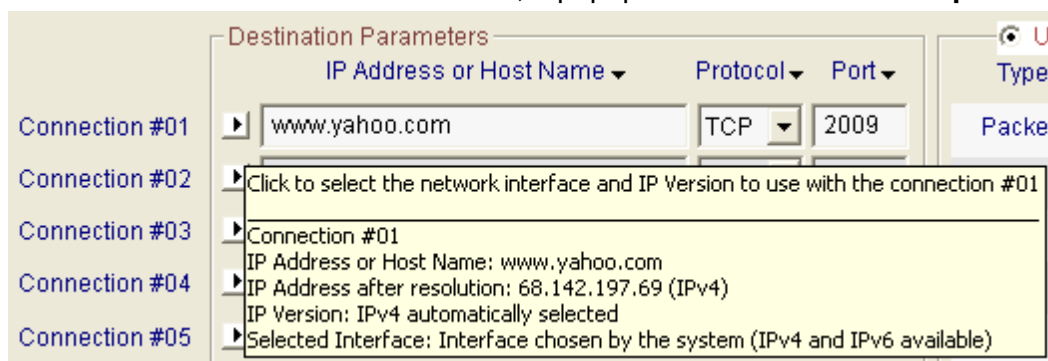 Destination Parameters
IP Address or Host Name Protocol Port Type
Connection #01 www.yahoo.com TCP 2009
Connection #02
Click to select the network interface and IP Version to use with the connection #01
Connection #03
Connection #01
IP Address or Host Name: www.yahoo.com
Connection #04
IP Address after resolution: 68.142.197.69 (IPv4)
IP Version: IPv4 automatically selected
Connection #05
Selected Interface: Interface chosen by the system (IPv4 and IPv6 available)